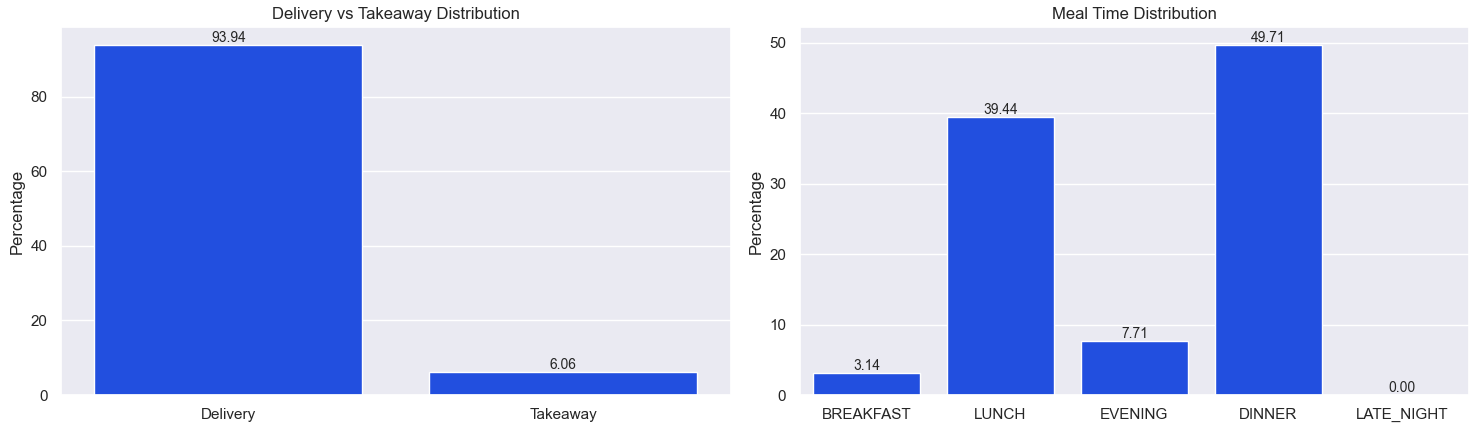 Delivery vs Takeaway Distribution
Percentage
80
60
40
20
0
93.94
6.06
Delivery
Takeaway
Meal Time Distribution
Percentage
50
40
30
20
10
0
3.14
39.44
7.71
49.71
0.00
BREAKFAST
LUNCH
EVENING
DINNER
LATE_NIGHT